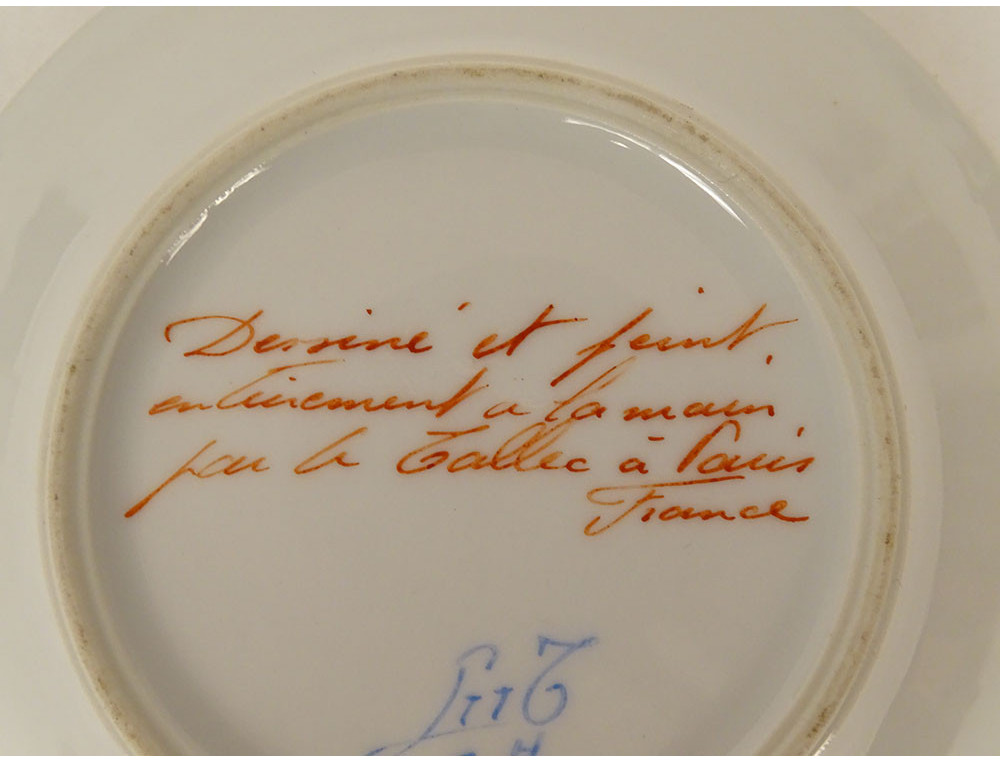 Dessiné et peint
entièrement a la main
par le Tallec à Paris
France